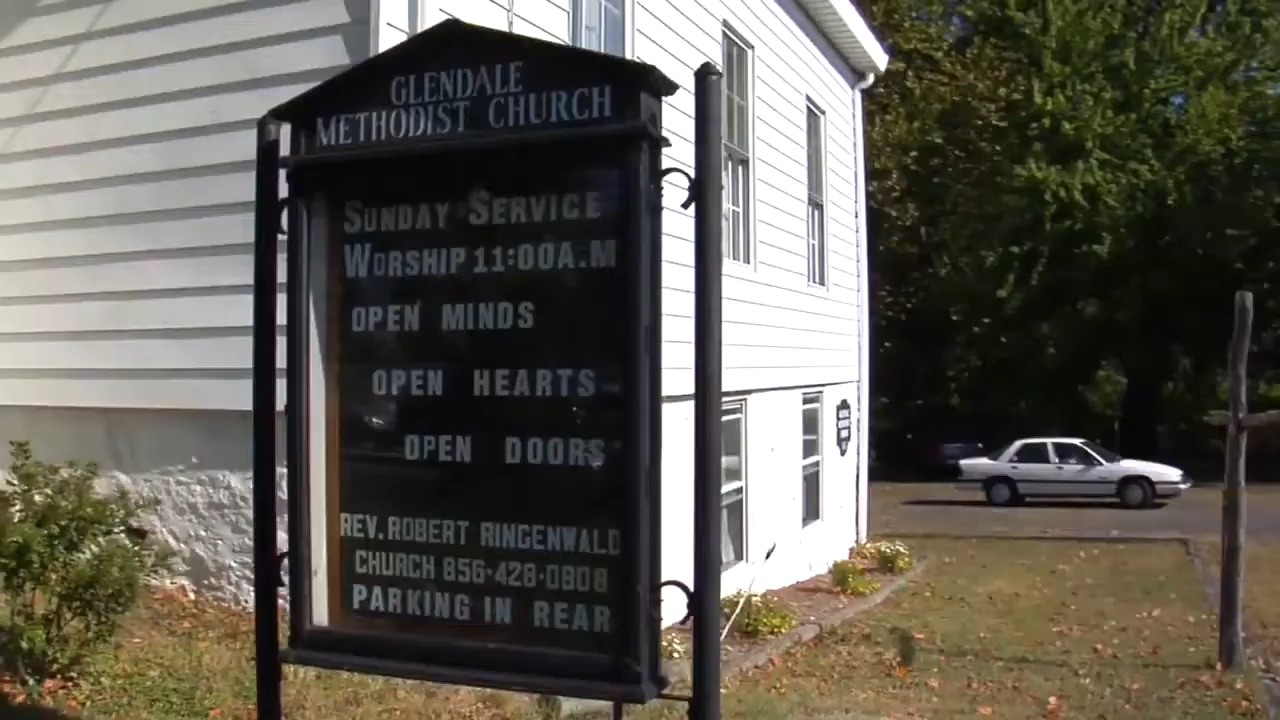 GLENDALE
METHODIST CHURCH
SUNDAY SERVICE
WORSHIP 11:00A.M
OPEN MINDS
OPEN HEARTS
OPEN DOORS
REV. ROBERT RINGENWALD
CHURCH 856-428-0808
PARKING IN REAR